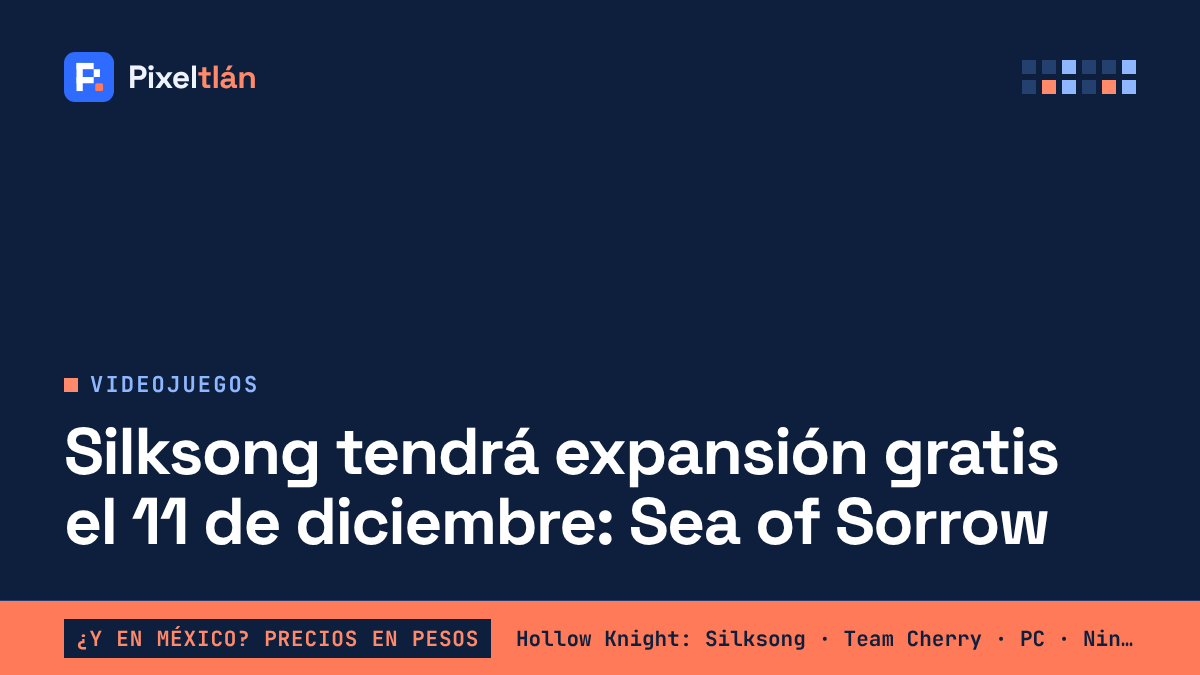 Pixeltlán
VIDEOJUEGOS
Silksong tendrá expansión gratis
el 11 de diciembre: Sea of Sorrow
¿Y EN MÉXICO? PRECIOS EN PESOS
Hollow Knight: Silksong · Team Cherry · PC · Nin…